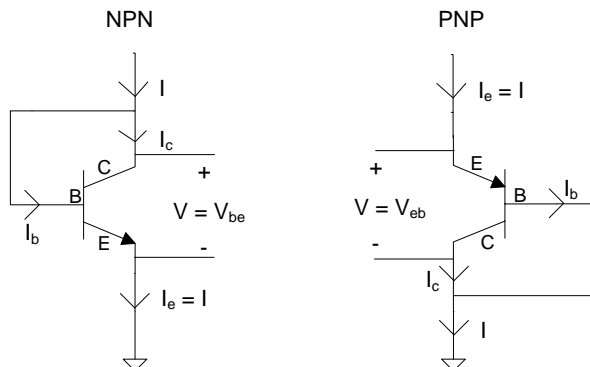 NPN
I
I_c
C
+
B
V = V_be
I_b
E
-
I_e = I
PNP
I_e = I
+
E
B
I_b
V = V_eb
-
C
I_c
I